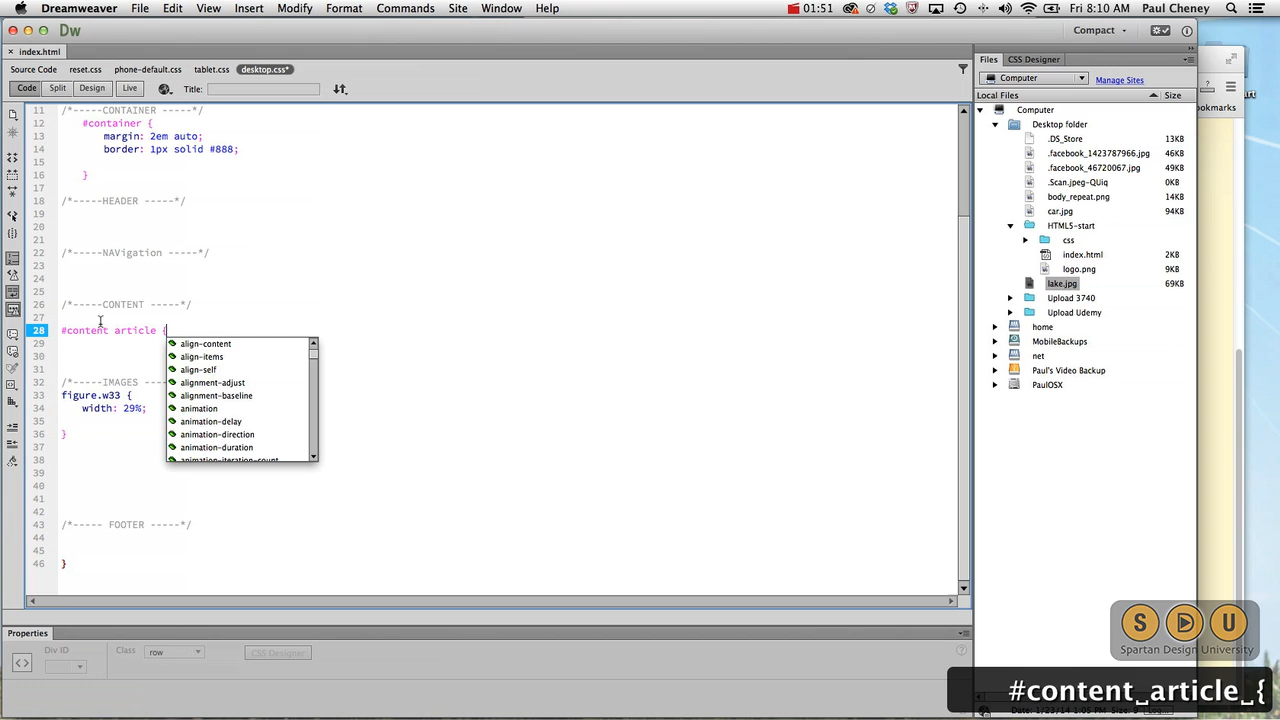 Dreamweaver File Edit View Insert Modify Format Commands Site Window Help 01:51 Fri 8:10 AM Paul Cheney
Dw Compact
index.html
Source Code reset.css phone-default.css tablet.css desktop.css*
Code Split Design Live Title:
11 /*-----CONTAINER -----*/
12 #container {
13 margin: 2em auto;
14 border: 1px solid #888;
15
16 }
17
18 /*-----HEADER -----*/
19
20
21
22 /*-----NAVigation -----*/
23
24
25
26 /*-----CONTENT -----*/
27
28 #content article {
29
30
31
32 /*-----IMAGES ---
33 figure.w33 {
34 width: 29%;
35
36 }
37
38
39
40
41
42
43 /*----- FOOTER -----*/
44
45
46 }
align-content
align-items
align-self
alignment-adjust
alignment-baseline
animation
animation-delay
animation-direction
animation-duration
animation-iteration-count
Properties
Div ID Class row CSS Designer
Files CSS Designer
Computer Manage Sites
Local Files Size
Computer
Desktop folder
.DS_Store 13KB
.facebook_1423787966.jpg 46KB
.facebook_46720067.jpg 49KB
.Scan.jpeg-QUiq 0KB
body_repeat.png 14KB
car.jpg 94KB
HTML5-start
css
index.html 2KB
logo.png 9KB
lake.jpg 69KB
Upload 3740
Upload Udemy
home
MobileBackups
net
Paul's Video Backup
PaulOSX
ookmarks
S D U
Spartan Design University
#content_article_{